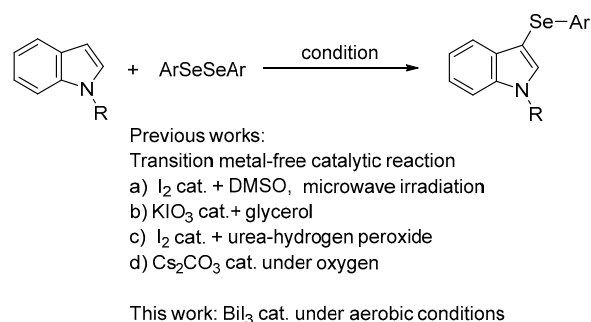 condition
Se–Ar
+ ArSeSeAr
N
R
N
R
Previous works:
Transition metal-free catalytic reaction
a) I₂ cat. + DMSO, microwave irradiation
b) KIO₃ cat.+ glycerol
c) I₂ cat. + urea-hydrogen peroxide
d) Cs₂CO₃ cat. under oxygen
This work: BiI₃ cat. under aerobic conditions